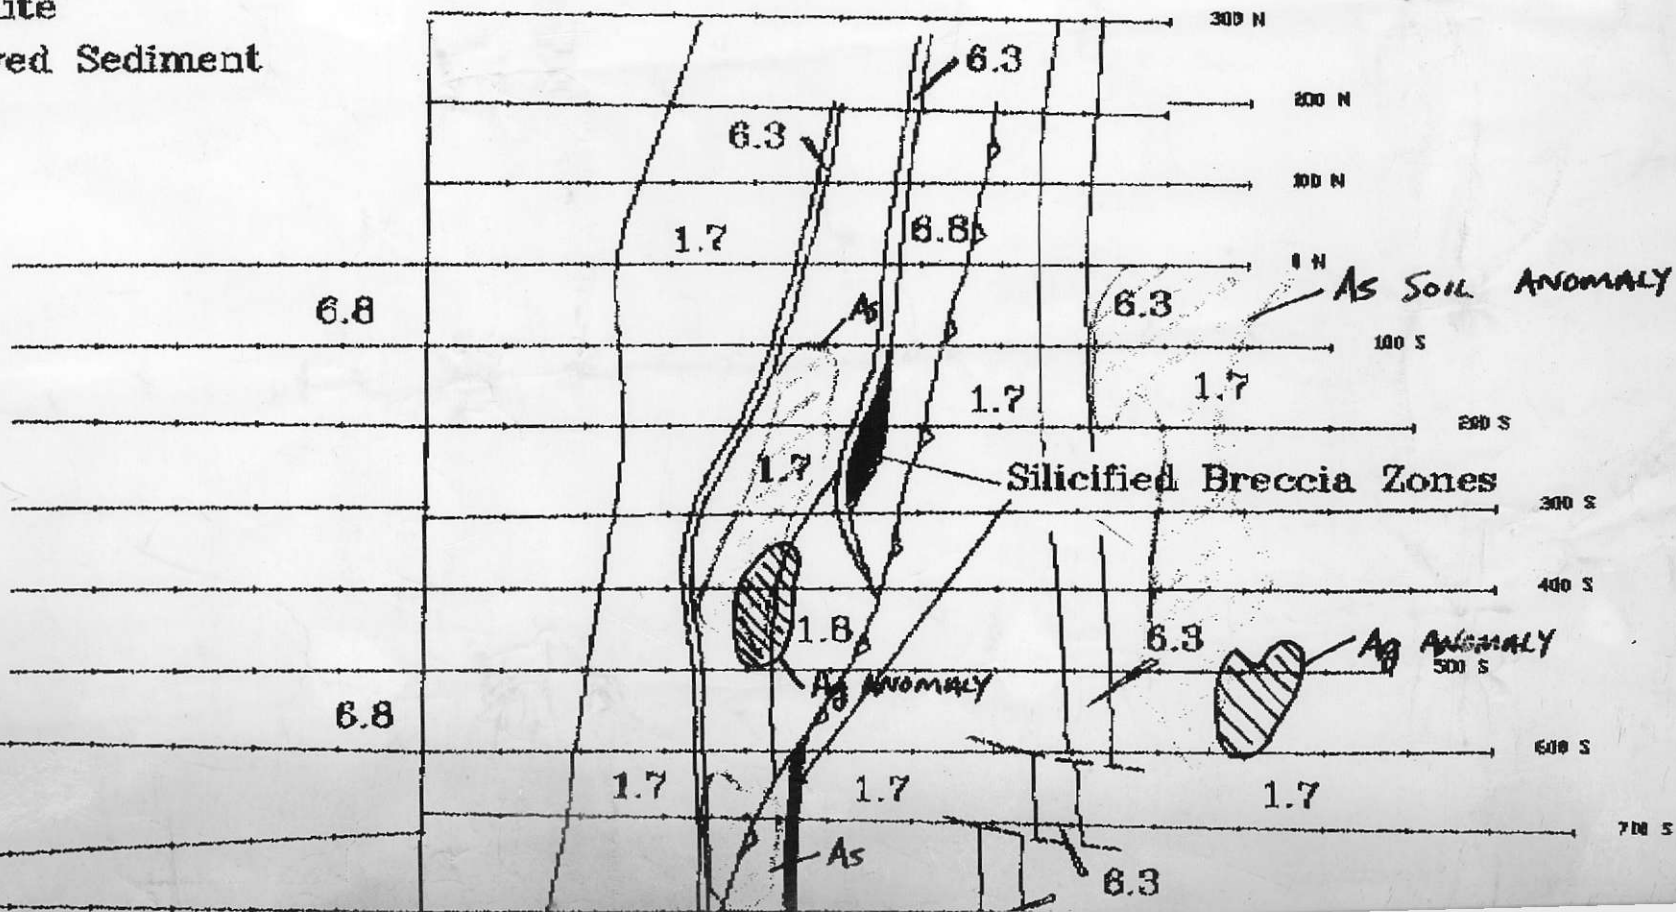 ite
red Sediment
300 N
6.3
200 N
6.3
100 N
1.7
6.8
0 N
6.8
As
6.3
As SOIL ANOMALY
100 S
1.7
1.7
200 S
1.7
Silicified Breccia Zones
300 S
400 S
1.8
6.3
Ag ANOMALY
500 S
Ag ANOMALY
6.8
600 S
1.7
1.7
1.7
700 S
As
6.3